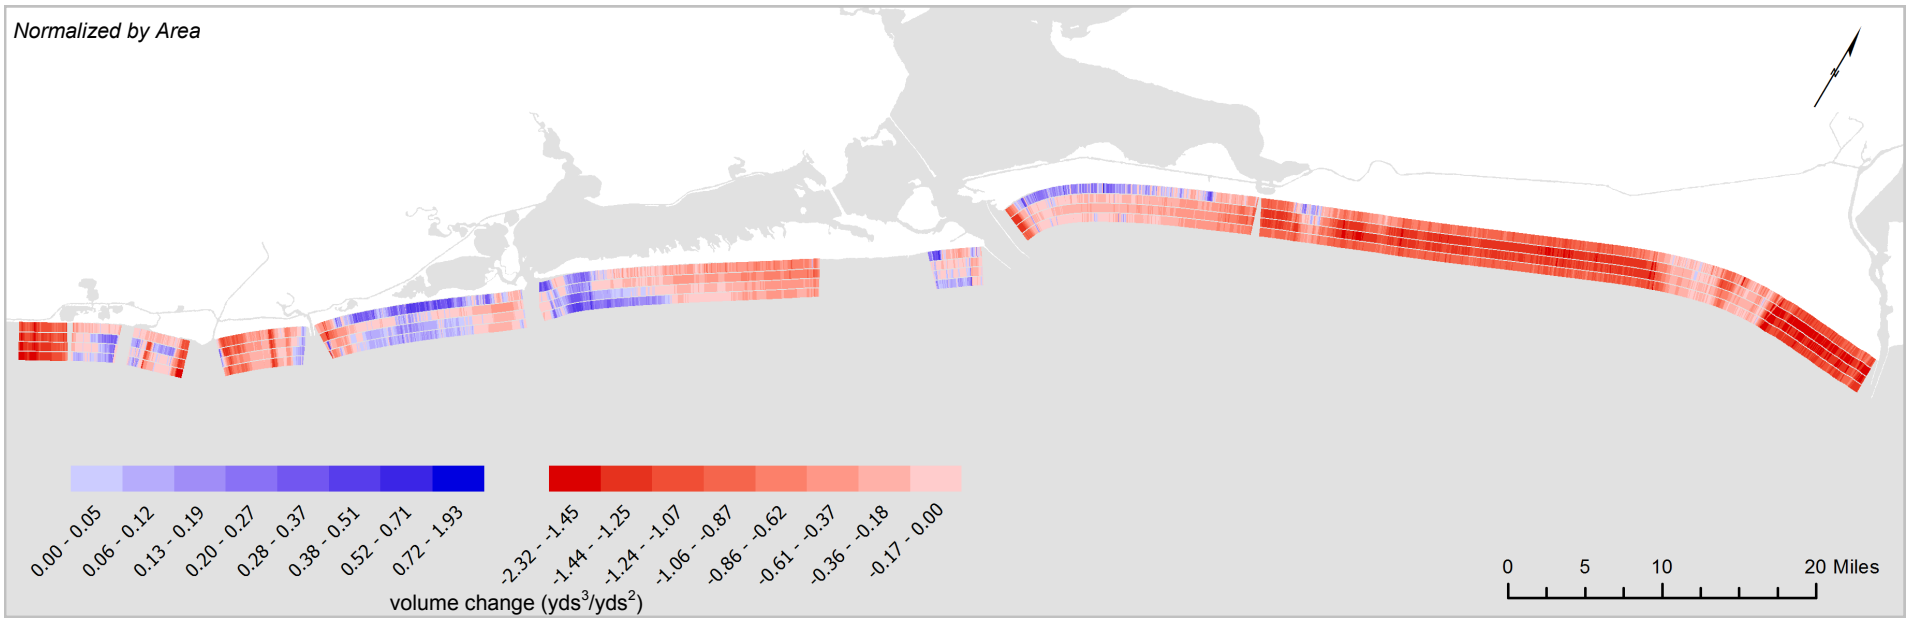 Normalized by Area
N
0.00 - 0.05
0.06 - 0.12
0.13 - 0.19
0.20 - 0.27
0.28 - 0.37
0.38 - 0.51
0.52 - 0.71
0.72 - 1.93
-2.32 - -1.45
-1.44 - -1.25
-1.24 - -1.07
-1.06 - -0.87
-0.86 - -0.62
-0.61 - -0.37
-0.36 - -0.18
-0.17 - 0.00
volume change (yds³/yds²)
0 5 10 20 Miles